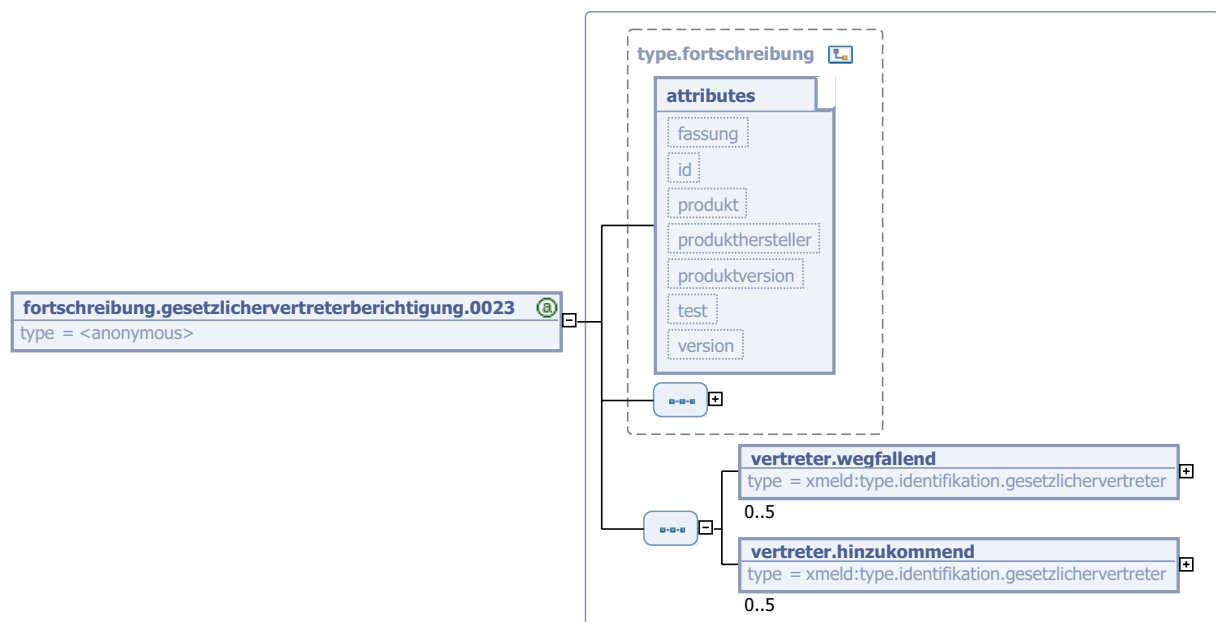 type.fortschreibung
attributes
fassung
id
produkt
produkthersteller
produktversion
test
version
fortschreibung.gesetzlichervertreterberichtigung.0023
type = <anonymous>
vertreter.wegfallend
type = xmeld:type.identifikation.gesetzlichervertreter
0..5
vertreter.hinzukommend
type = xmeld:type.identifikation.gesetzlichervertreter
0..5